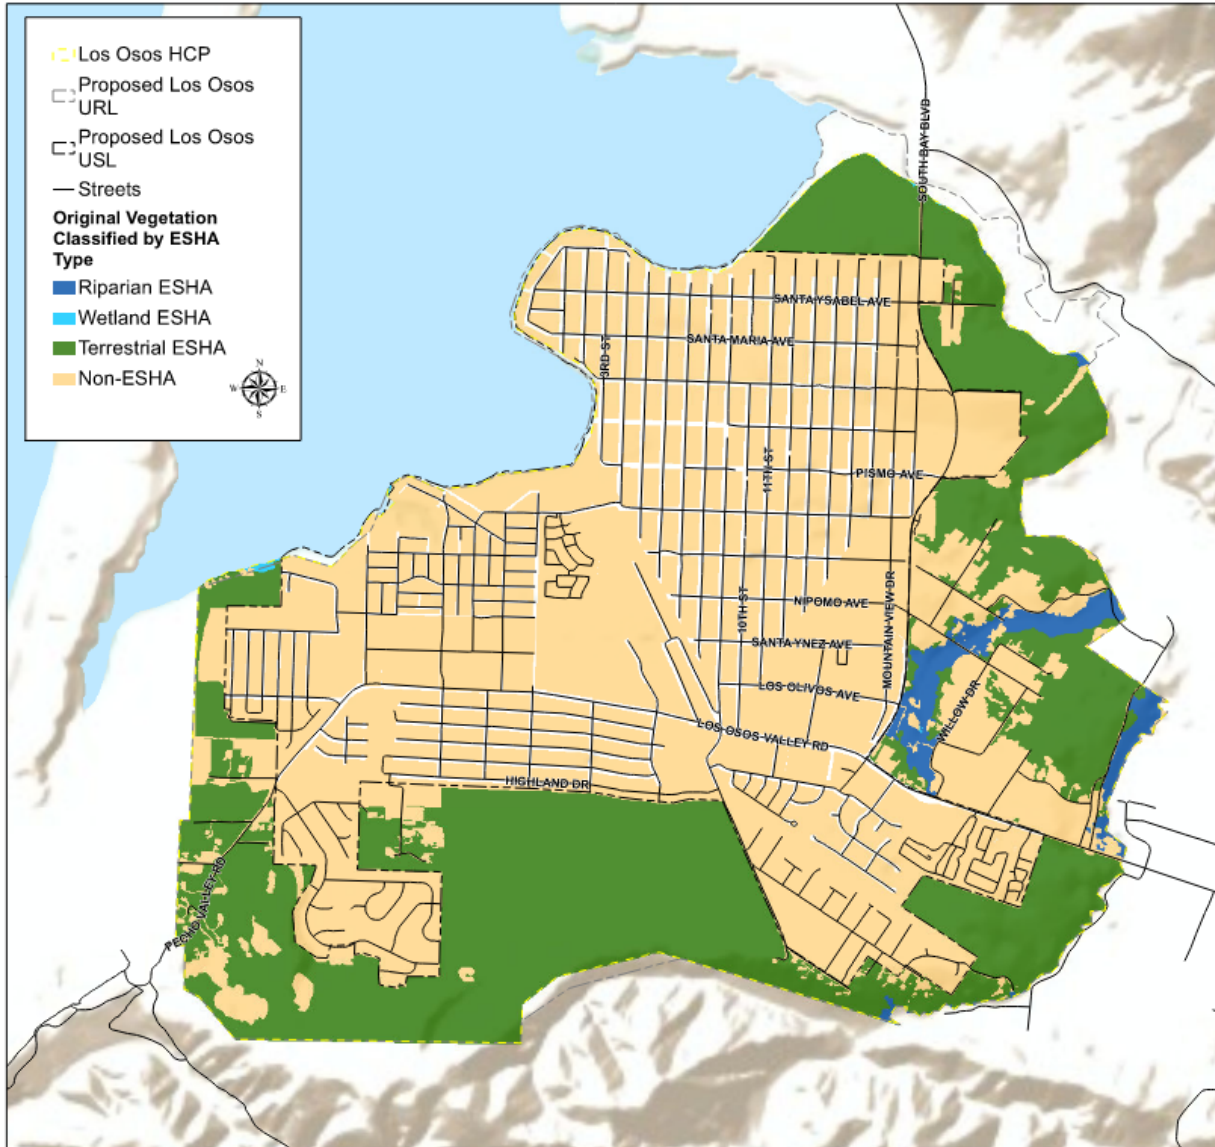 Los Osos HCP
Proposed Los Osos
URL
Proposed Los Osos
USL
Streets
Original Vegetation
Classified by ESHA
Type
Riparian ESHA
Wetland ESHA
Terrestrial ESHA
Non-ESHA
N
W
E
S
SOUTH BAY BLVD
SANTA YSABEL AVE
SANTA MARIA AVE
3RD ST
11TH ST
PISMO AVE
MOUNTAIN VIEW DR
10TH ST
NIPOMO AVE
SANTA YNEZ AVE
LOS OLIVOS AVE
WILLOW DR
LOS OSOS VALLEY RD
HIGHLAND DR
PECHO VALLEY RD